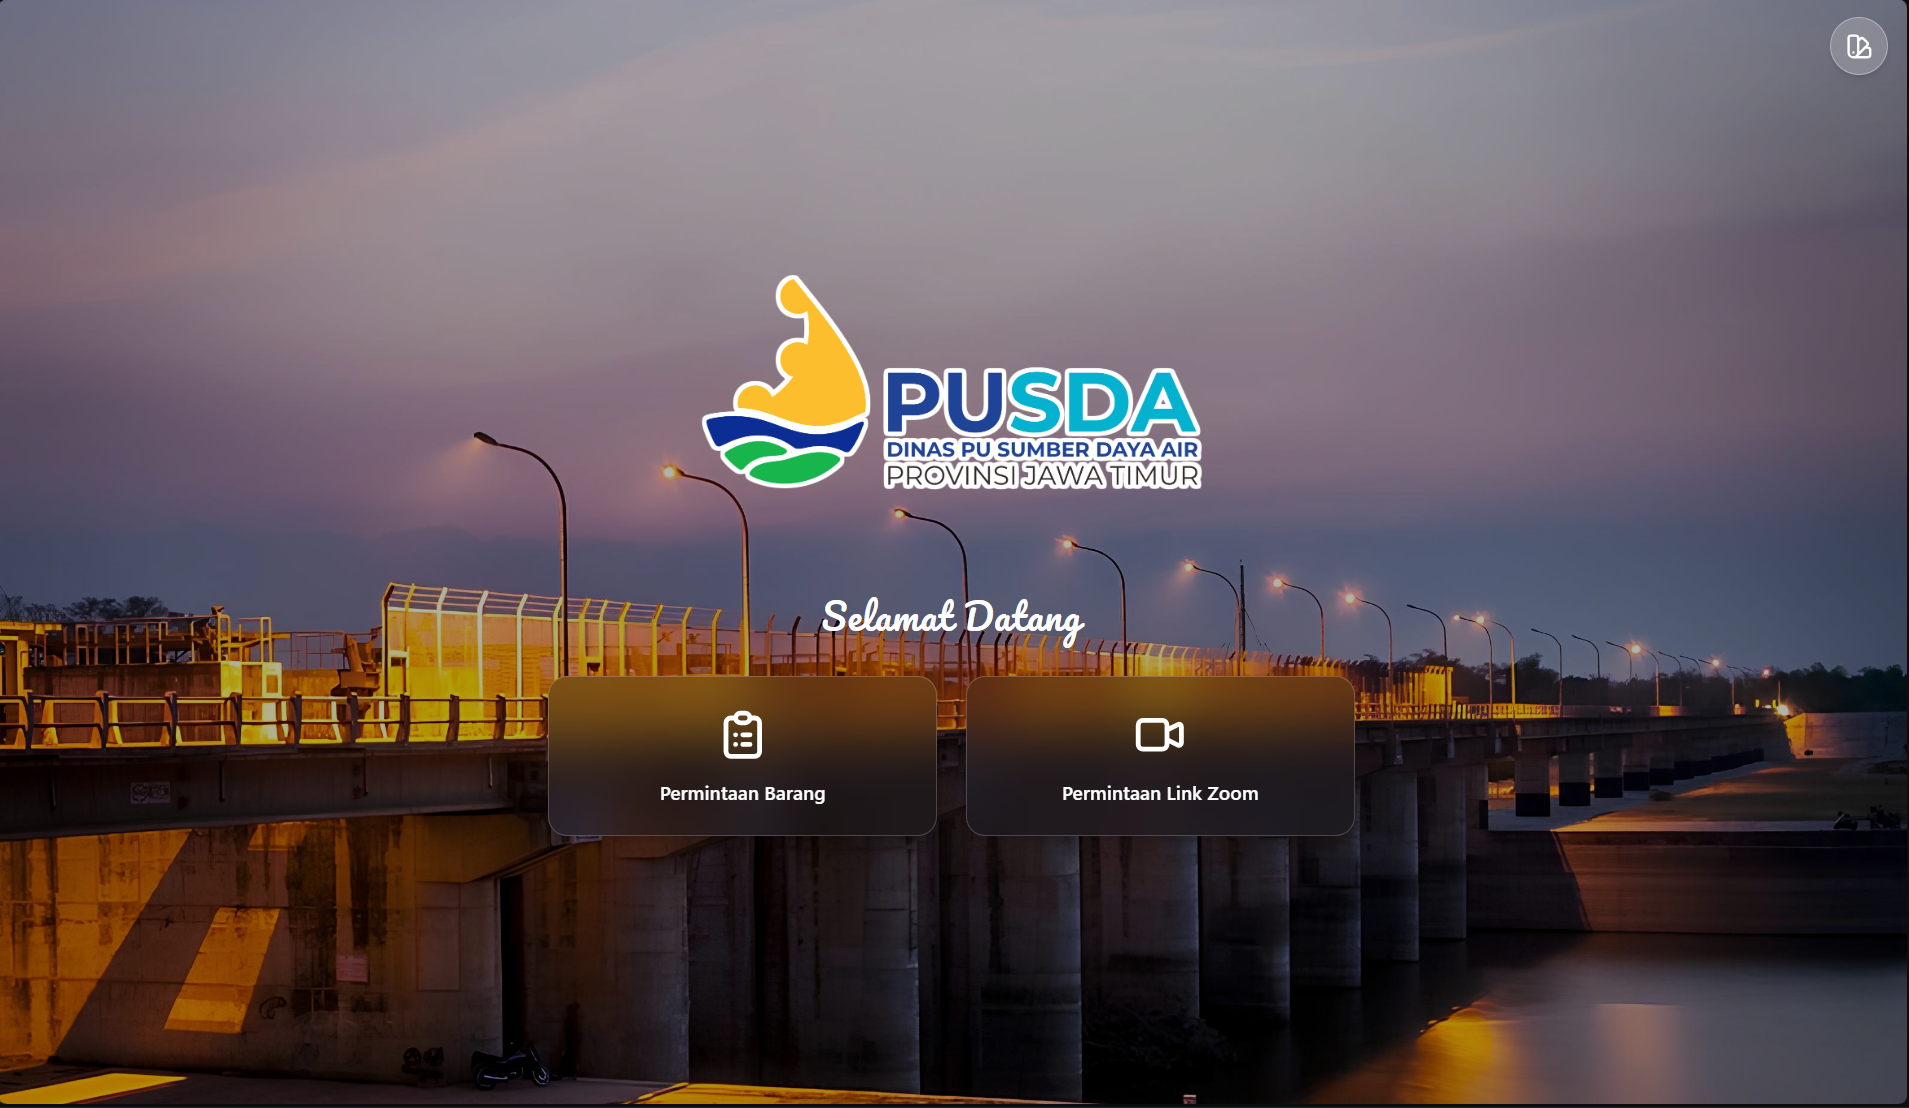 PUSDA
DINAS PU SUMBER DAYA AIR
PROVINSI JAWA TIMUR
Selamat Datang
Permintaan Barang
Permintaan Link Zoom